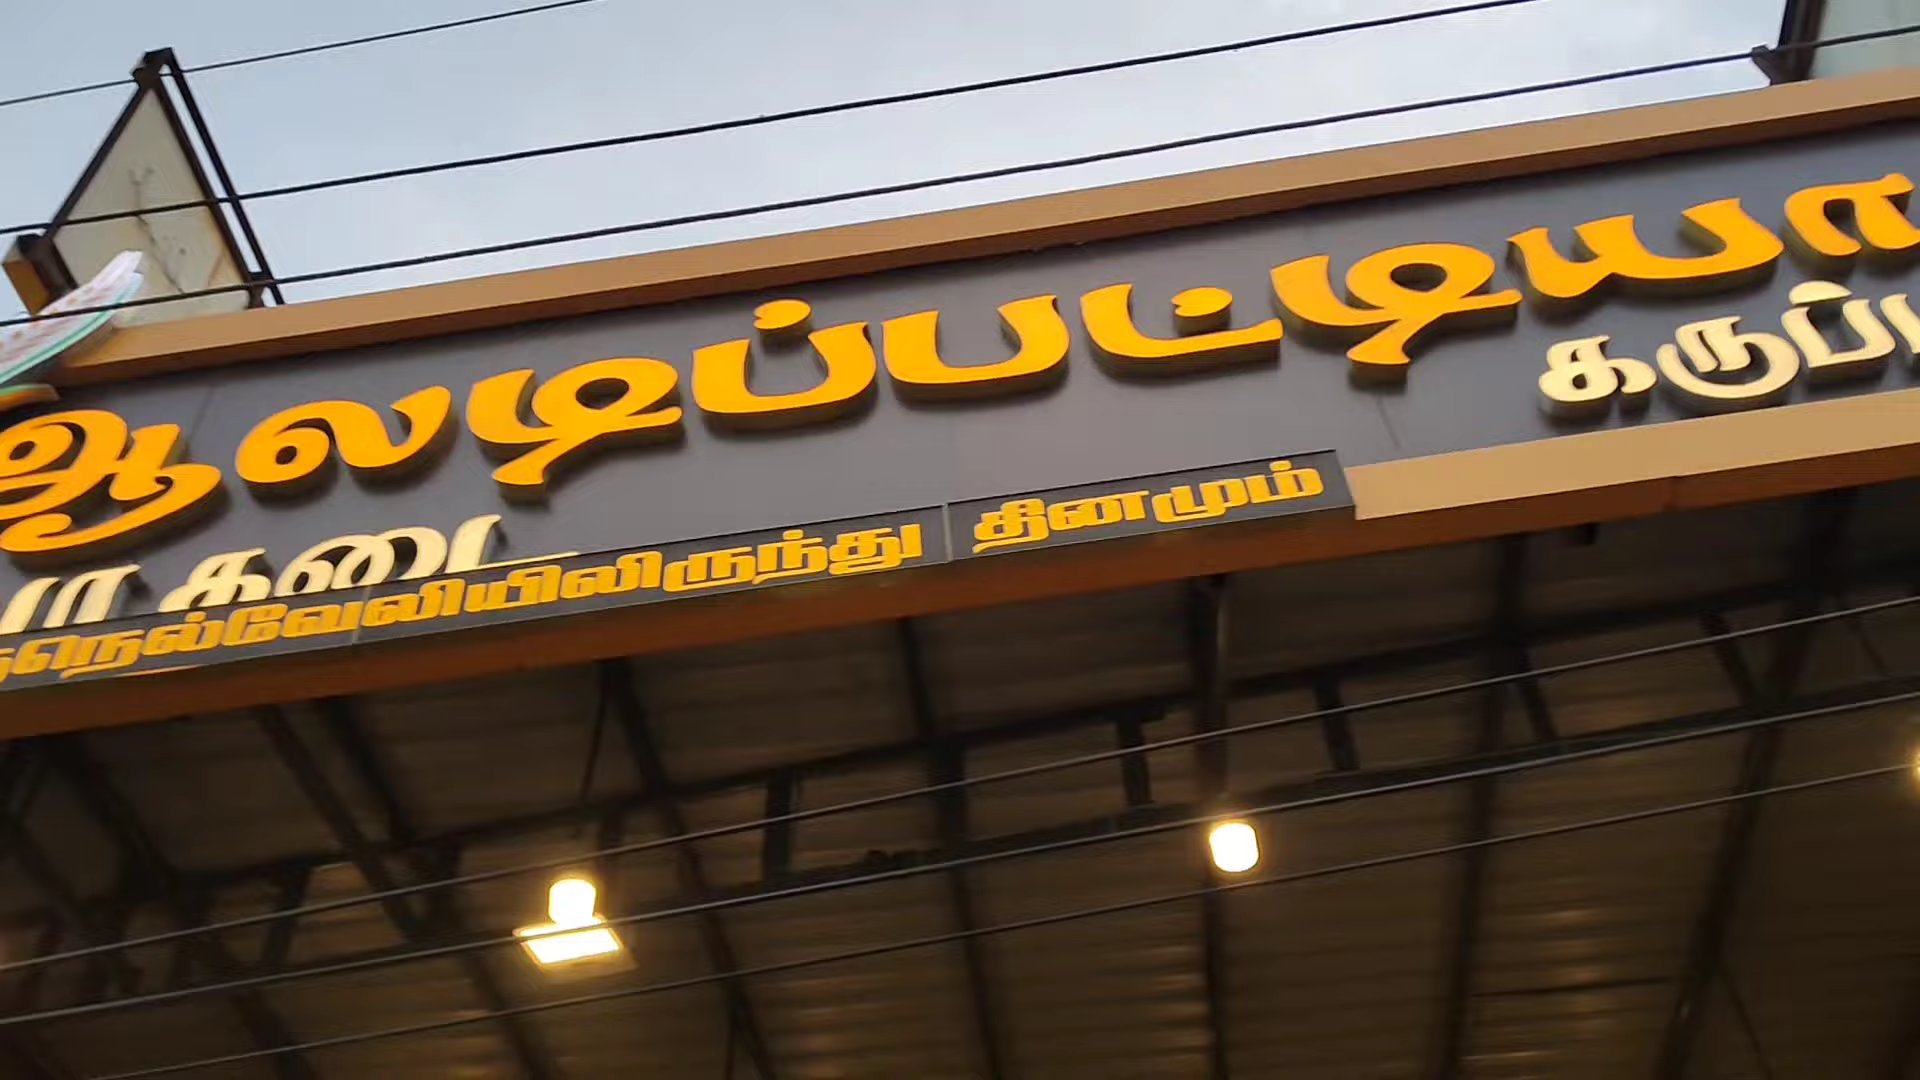 ஆலடிப்பட்டியா
கருப்
கடை
நெல்வேலியிலிருந்து தினமும்